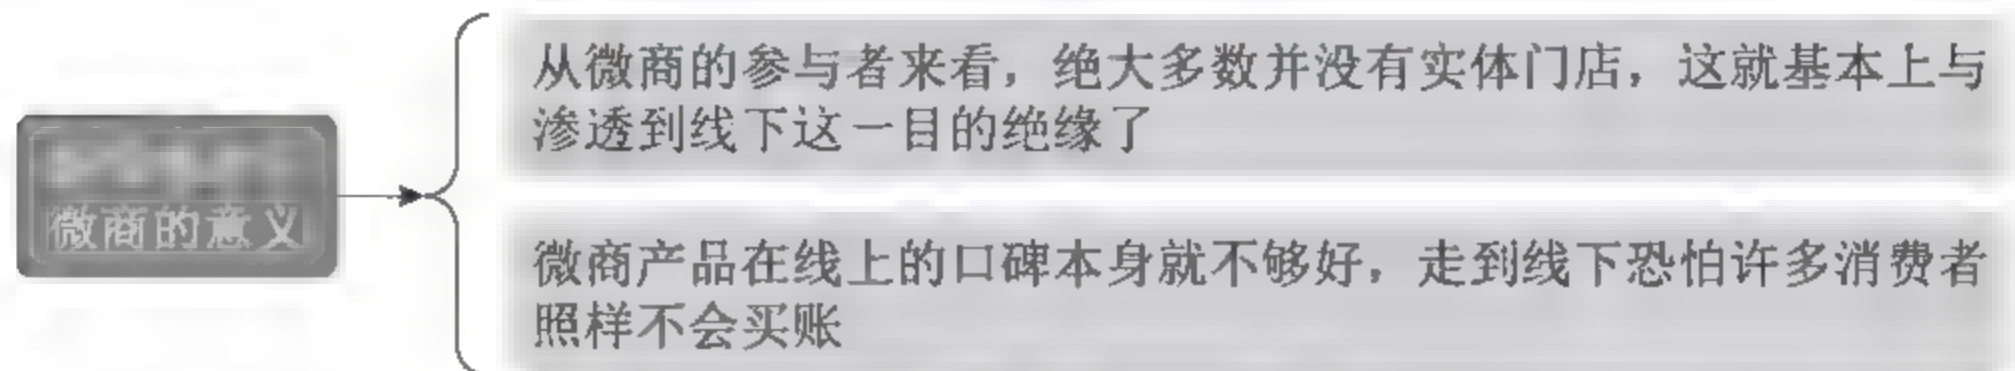 微商的意义
从微商的参与者来看，绝大多数并没有实体门店，这就基本上与
渗透到线下这一目的绝缘了
微商产品在线上的口碑本身就不够好，走到线下恐怕许多消费者
照样不会买账